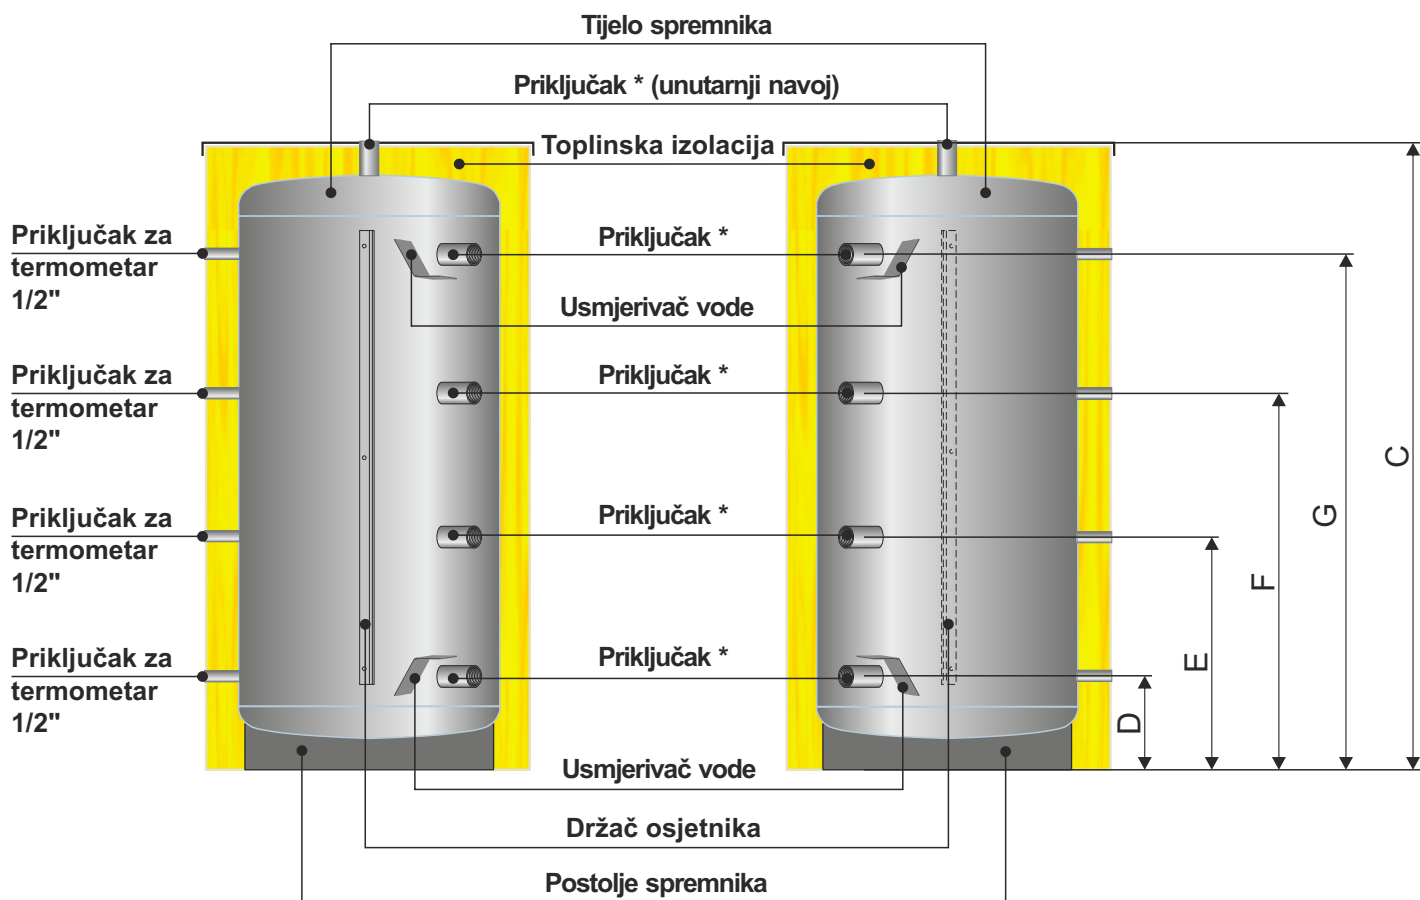 Tijelo spremnika
Priključak * (unutarnji navoj)
Toplinska izolacija
Priključak za
termometar
1/2"
Priključak *
Usmjerivač vode
Priključak za
termometar
1/2"
Priključak *
Priključak za
termometar
1/2"
Priključak *
Priključak za
termometar
1/2"
Priključak *
Usmjerivač vode
Držač osjetnika
Postolje spremnika
D
E
F
G
C